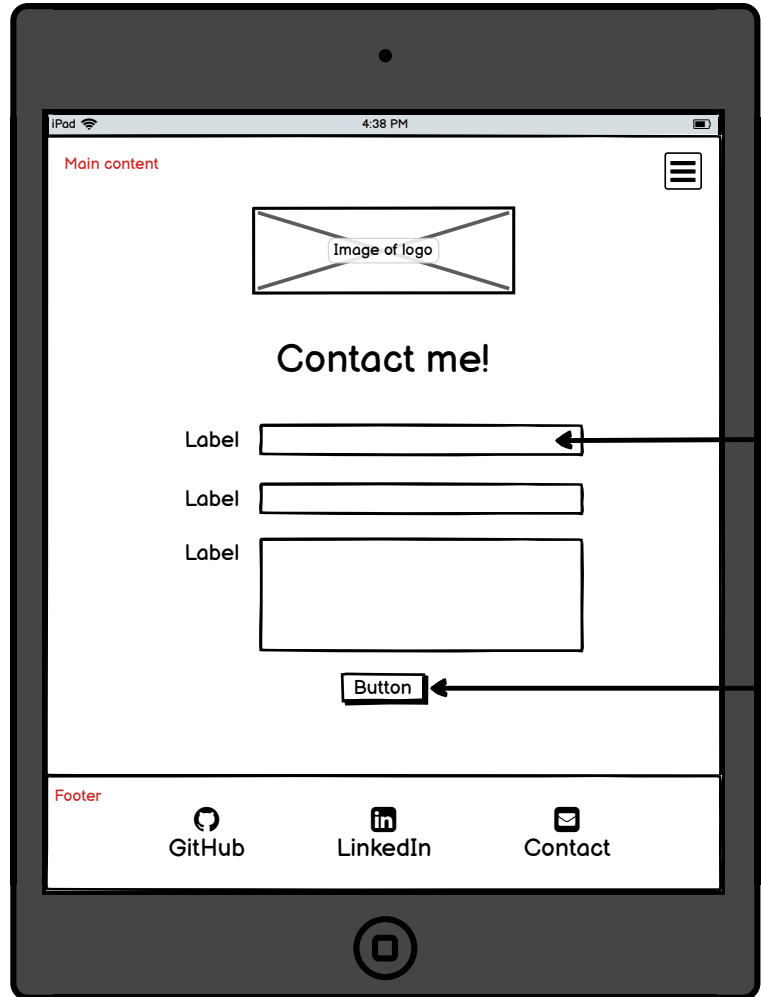 iPad
4:38 PM
Main content
Image of logo
Contact me!
Label
Label
Label
Button
Footer
GitHub
LinkedIn
Contact